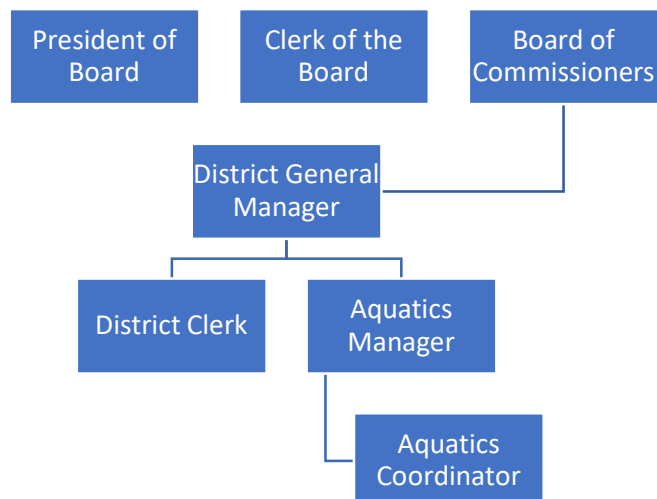 President of
Board
Clerk of the
Board
Board of
Commissioners
District General
Manager
District Clerk
Aquatics
Manager
Aquatics
Coordinator